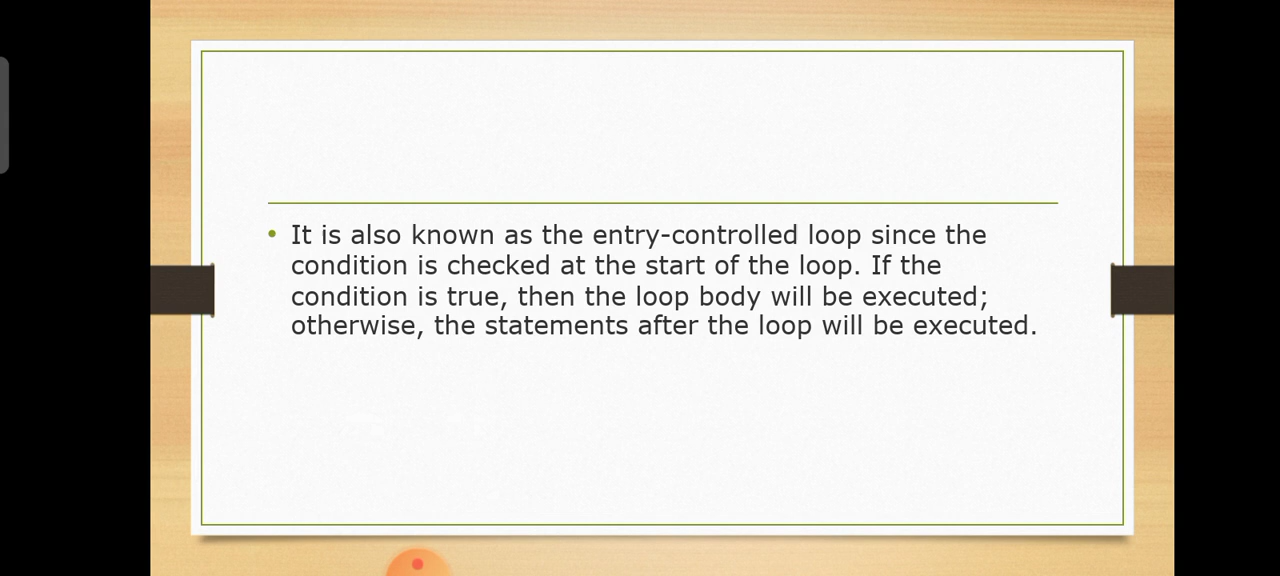 • It is also known as the entry-controlled loop since the
condition is checked at the start of the loop. If the
condition is true, then the loop body will be executed;
otherwise, the statements after the loop will be executed.